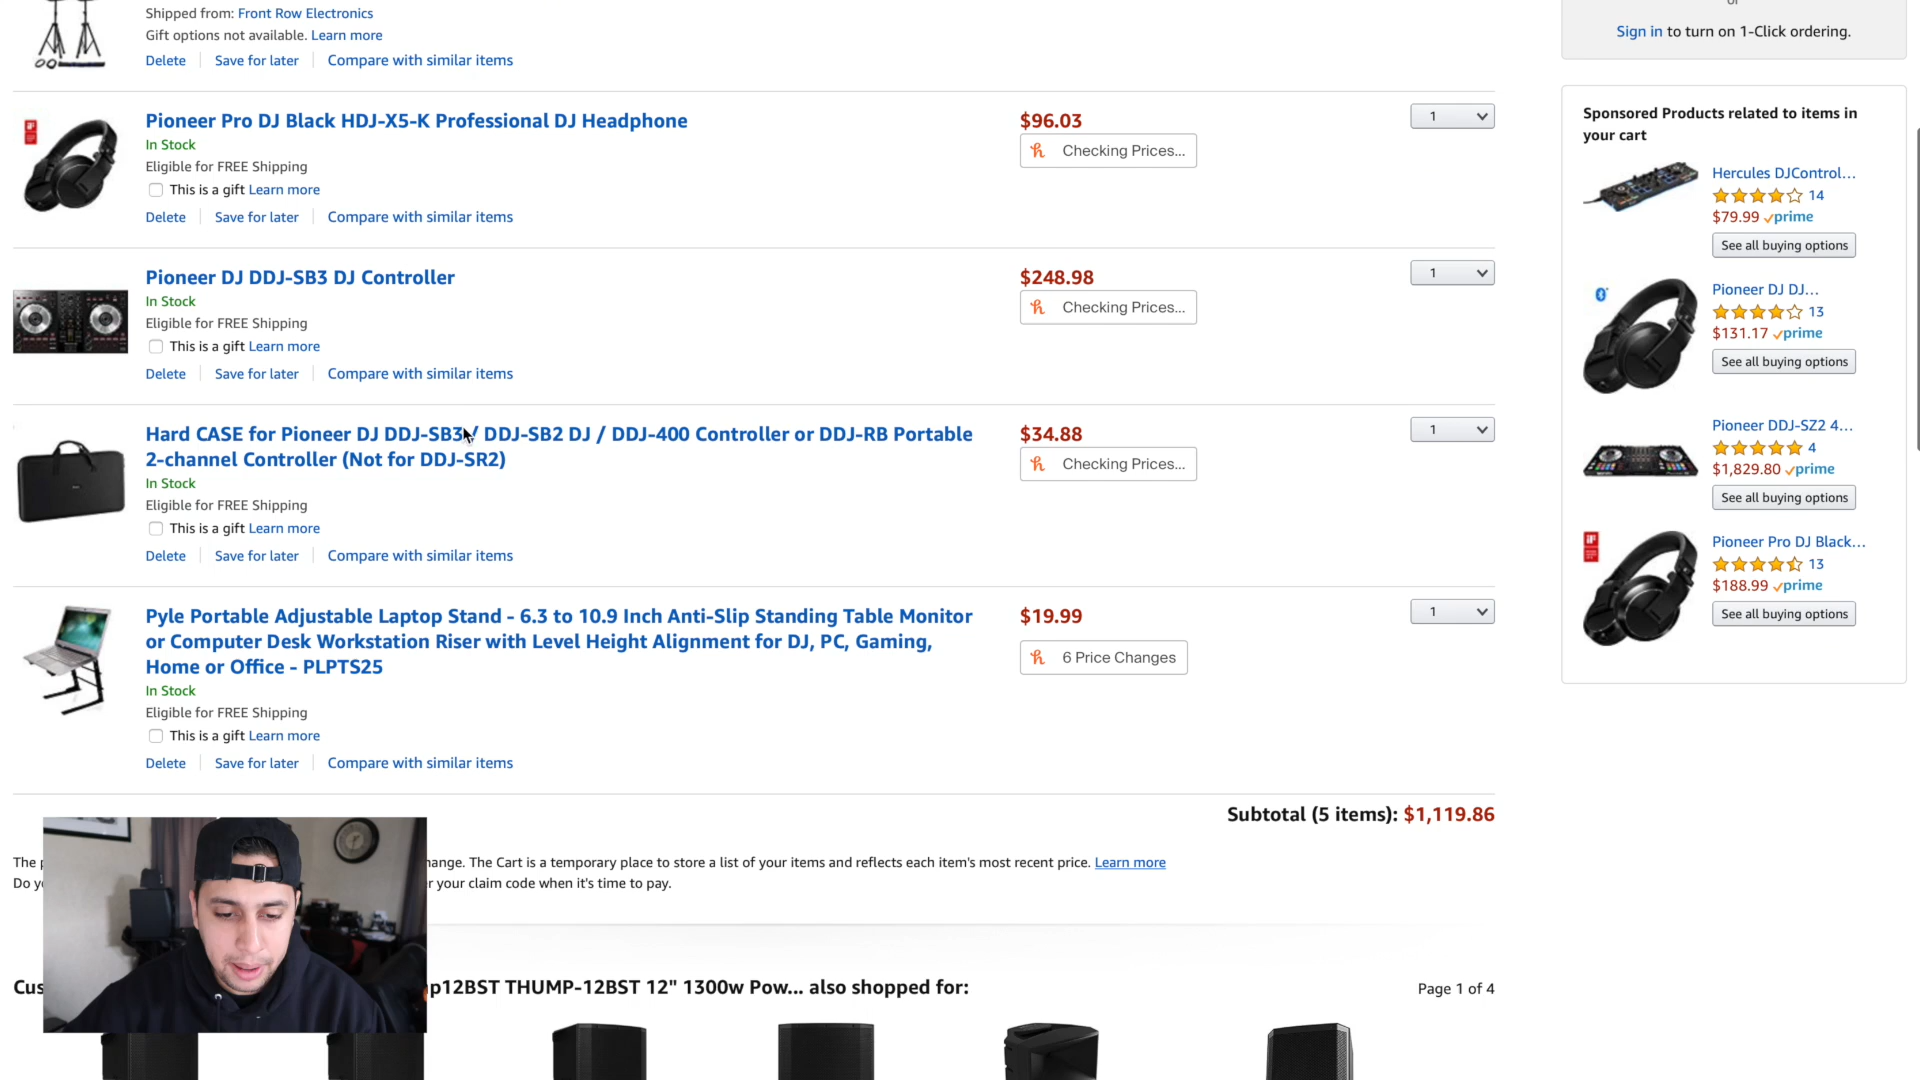 or
Shipped from: Front Row Electronics
Gift options not available. Learn more
Delete Save for later Compare with similar items
Sign in to turn on 1-Click ordering.
Pioneer Pro DJ Black HDJ-X5-K Professional DJ Headphone
In Stock
Eligible for FREE Shipping
This is a gift Learn more
Delete Save for later Compare with similar items
$96.03
Checking Prices...
1
Pioneer DJ DDJ-SB3 DJ Controller
In Stock
Eligible for FREE Shipping
This is a gift Learn more
Delete Save for later Compare with similar items
$248.98
Checking Prices...
1
Hard CASE for Pioneer DJ DDJ-SB3 / DDJ-SB2 DJ / DDJ-400 Controller or DDJ-RB Portable
2-channel Controller (Not for DDJ-SR2)
In Stock
Eligible for FREE Shipping
This is a gift Learn more
Delete Save for later Compare with similar items
$34.88
Checking Prices...
1
Pyle Portable Adjustable Laptop Stand - 6.3 to 10.9 Inch Anti-Slip Standing Table Monitor
or Computer Desk Workstation Riser with Level Height Alignment for DJ, PC, Gaming,
Home or Office - PLPTS25
In Stock
Eligible for FREE Shipping
This is a gift Learn more
Delete Save for later Compare with similar items
$19.99
6 Price Changes
1
Subtotal (5 items): $1,119.86
The hange. The Cart is a temporary place to store a list of your items and reflects each item's most recent price. Learn more
Do r your claim code when it's time to pay.
Cus p12BST THUMP-12BST 12" 1300w Pow... also shopped for:
Page 1 of 4
Sponsored Products related to items in
your cart
Hercules DJControl...
14
$79.99 prime
See all buying options
Pioneer DJ DJ...
13
$131.17 prime
See all buying options
Pioneer DDJ-SZ2 4...
4
$1,829.80 prime
See all buying options
Pioneer Pro DJ Black...
13
$188.99 prime
See all buying options